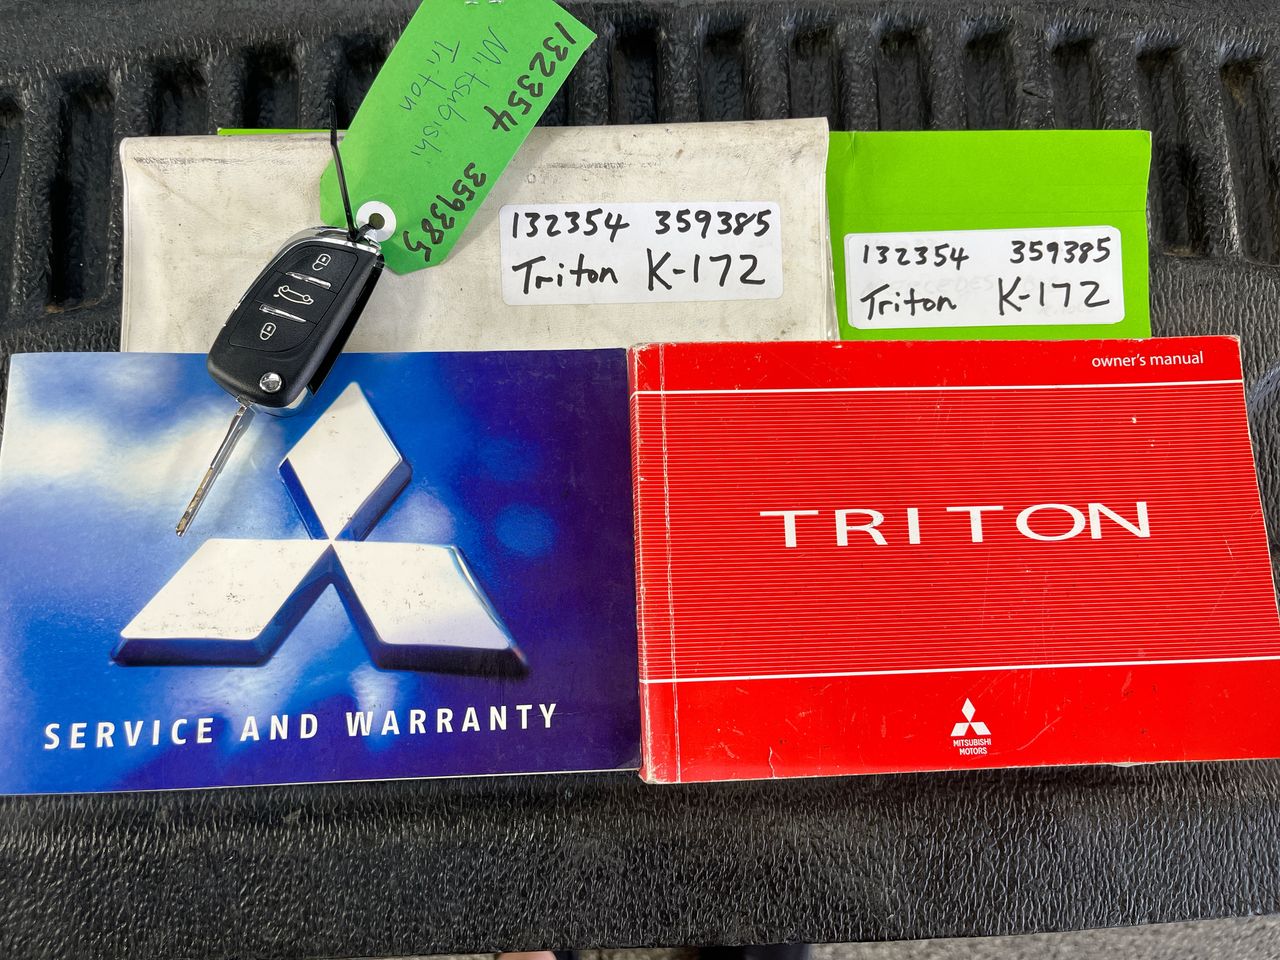 132354 359385
Mitsubishi
Triton
132354 359385
Triton K-172
132354 359385
Triton K-172
SERVICE AND WARRANTY
owner's manual
TRITON
MITSUBISHI
MOTORS